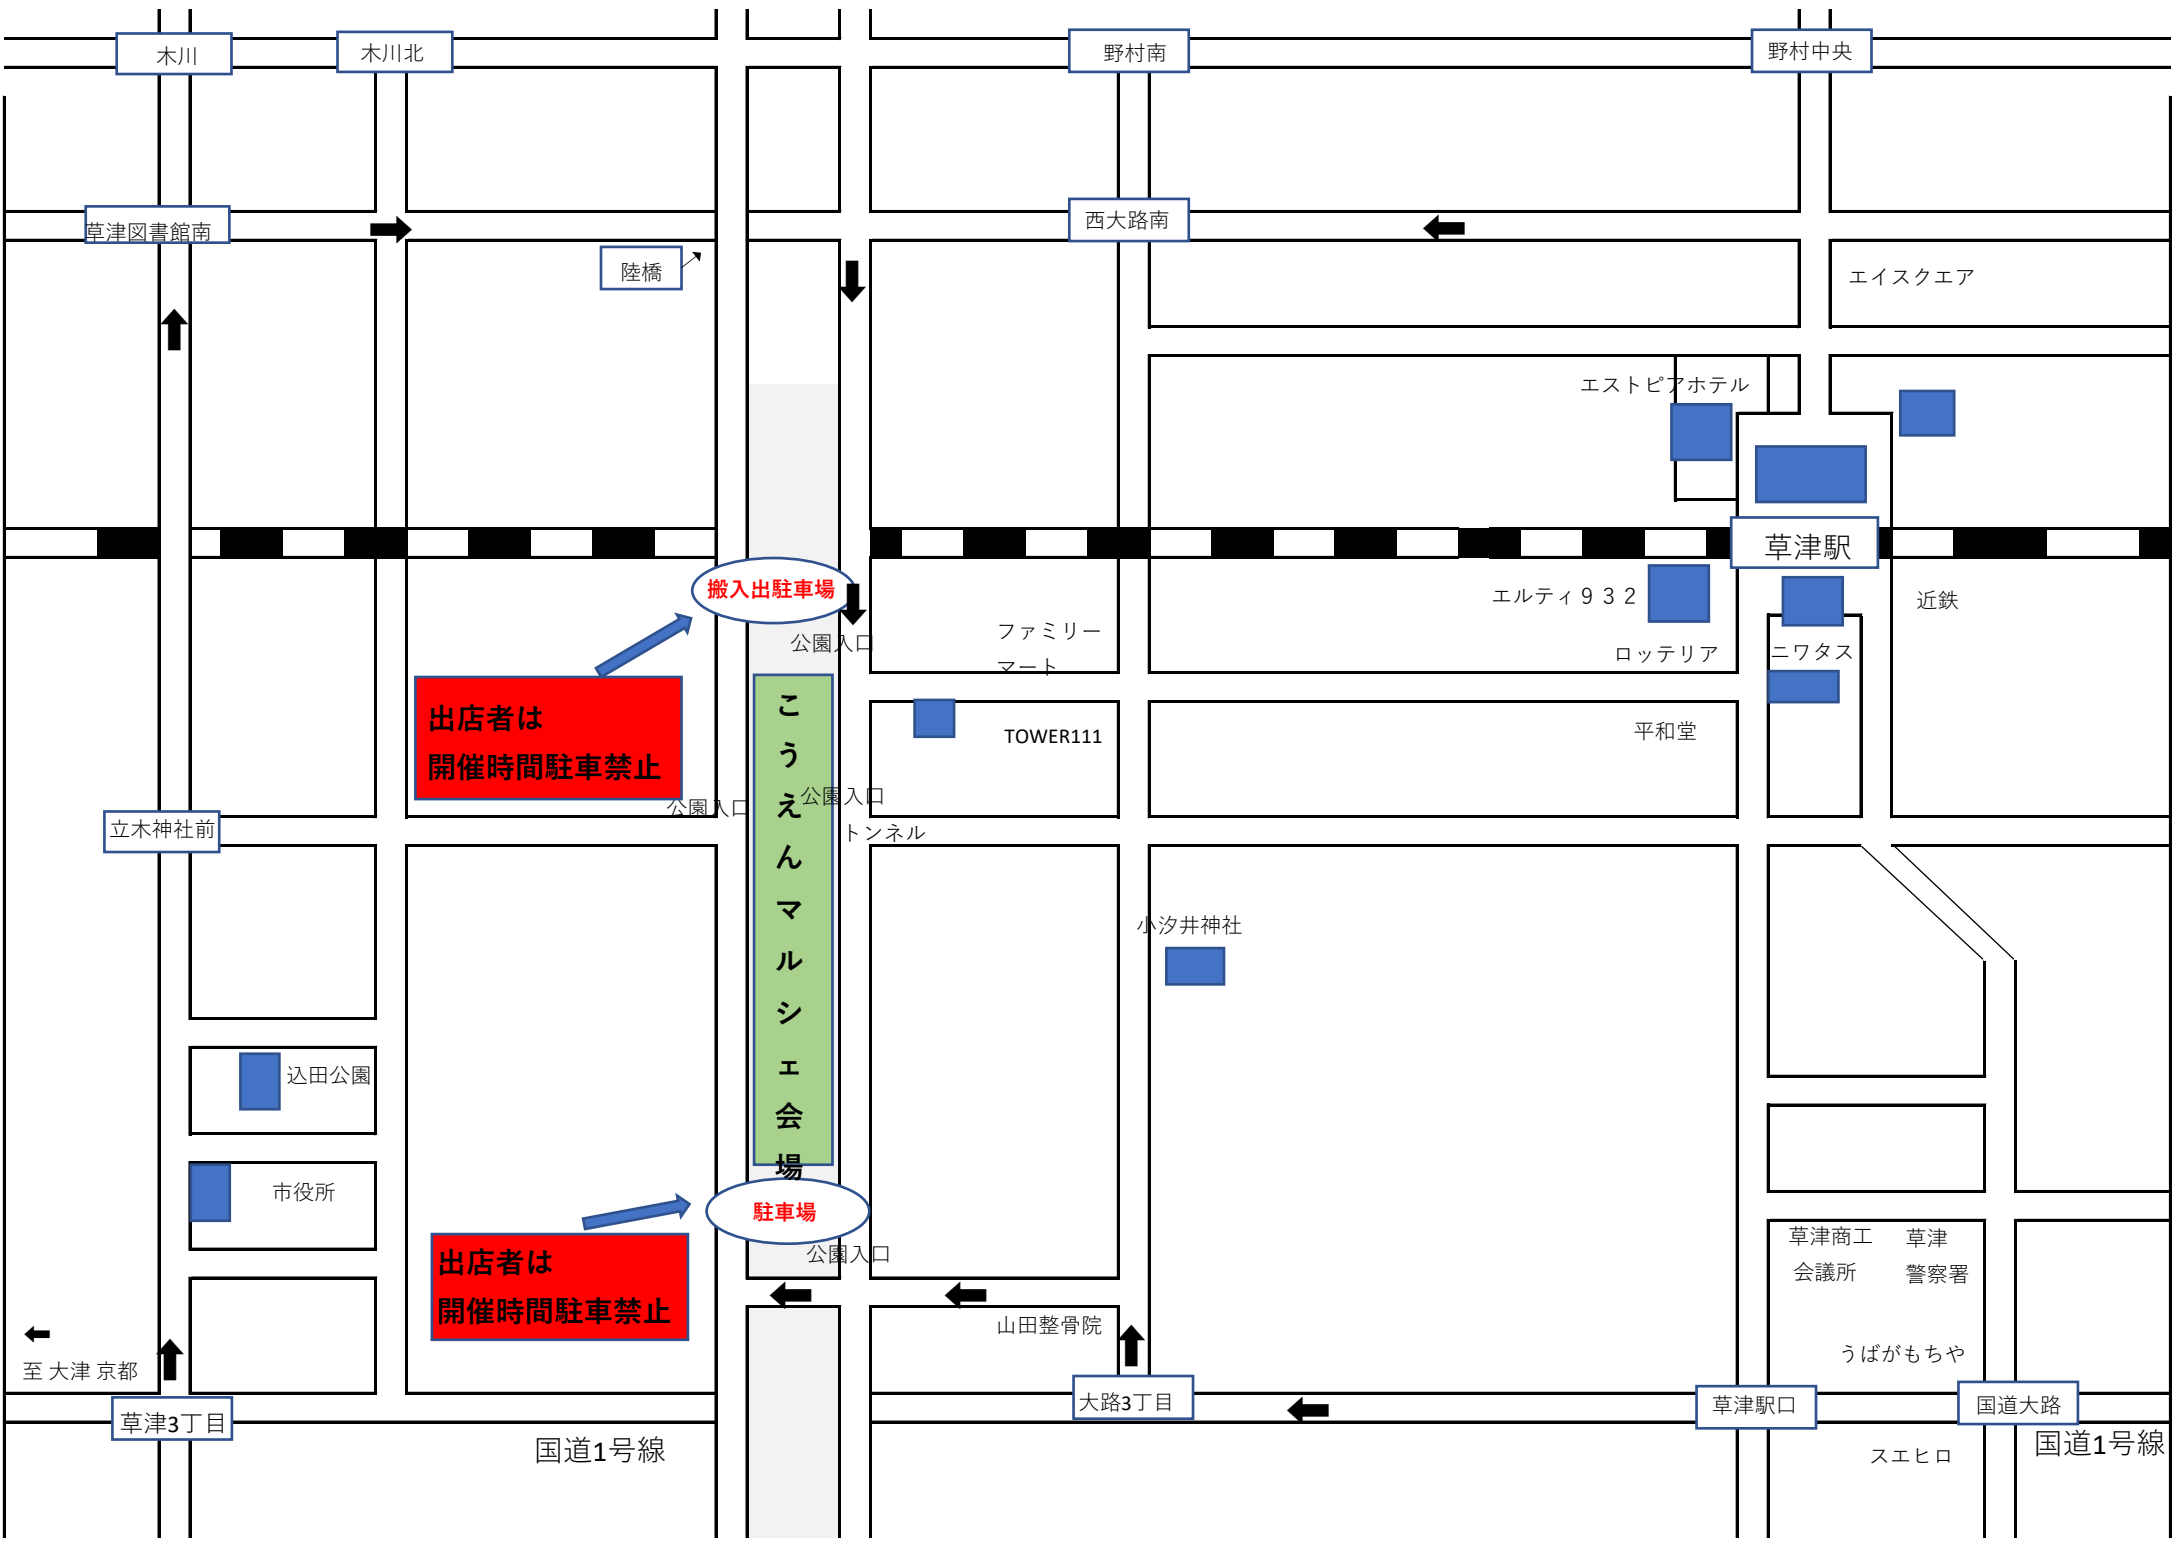 木川
木川北
野村南
野村中央
草津図書館南
西大路南
陸橋
エイスクエア
エストピアホテル
草津駅
搬入出駐車場
エルティ９３２
近鉄
公園入口
ファミリー
マート
ロッテリア
ニワタス
出店者は
開催時間駐車禁止
こうえんマルシェ会場
TOWER111
平和堂
公園入口
公園入口
トンネル
立木神社前
小汐井神社
込田公園
市役所
駐車場
公園入口
出店者は
開催時間駐車禁止
草津商工
会議所
草津
警察署
山田整骨院
うばがもちや
至 大津 京都
草津3丁目
大路3丁目
草津駅口
国道大路
国道1号線
スエヒロ
国道1号線